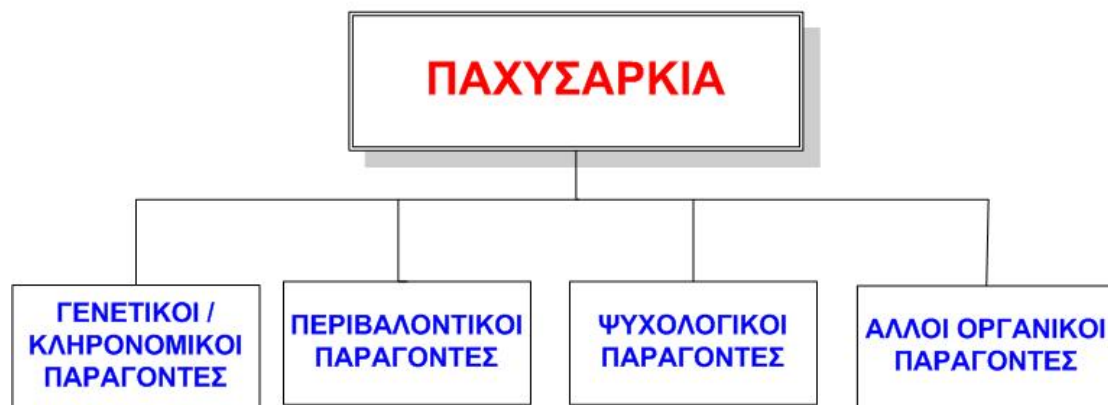 ΠΑΧΥΣΑΡΚΙΑ
ΓΕΝΕΤΙΚΟΙ /
ΚΛΗΡΟΝΟΜΙΚΟΙ
ΠΑΡΑΓΟΝΤΕΣ
ΠΕΡΙΒΑΛΟΝΤΙΚΟΙ
ΠΑΡΑΓΟΝΤΕΣ
ΨΥΧΟΛΟΓΙΚΟΙ
ΠΑΡΑΓΟΝΤΕΣ
ΑΛΛΟΙ ΟΡΓΑΝΙΚΟΙ
ΠΑΡΑΓΟΝΤΕΣ